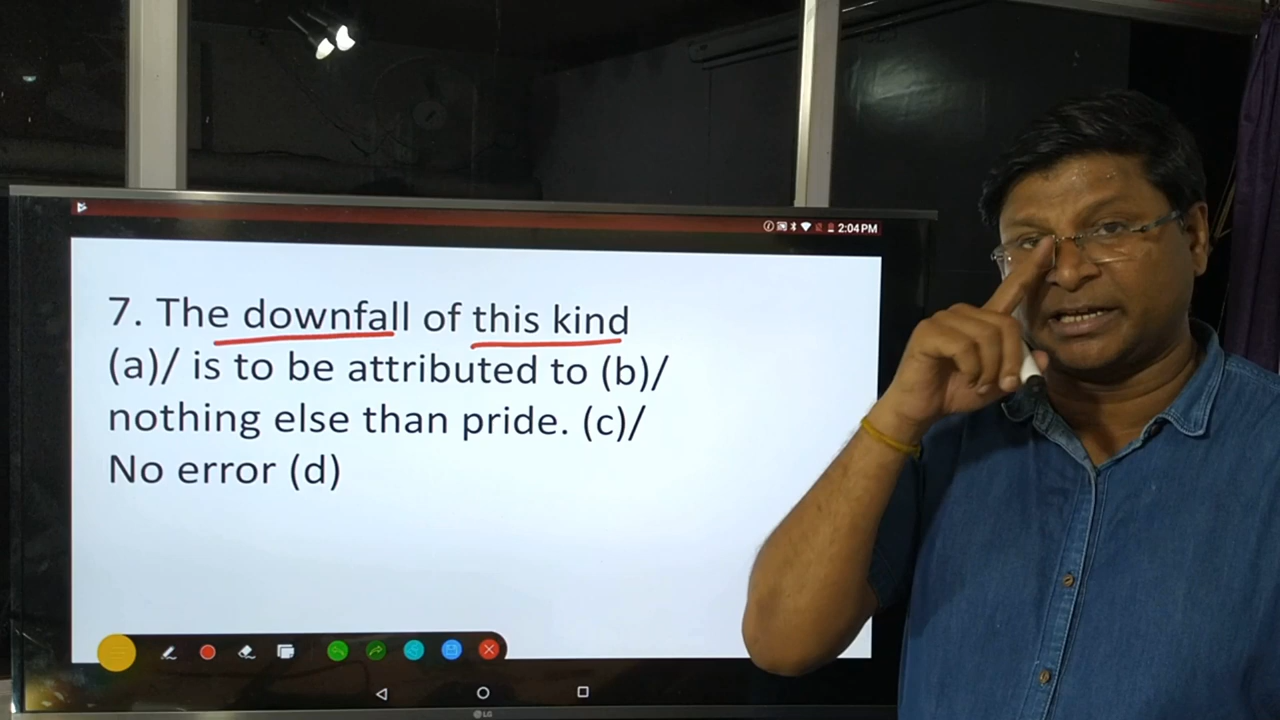 2:04 PM
7. The downfall of this kind
(a)/ is to be attributed to (b)/
nothing else than pride. (c)/
No error (d)
LG